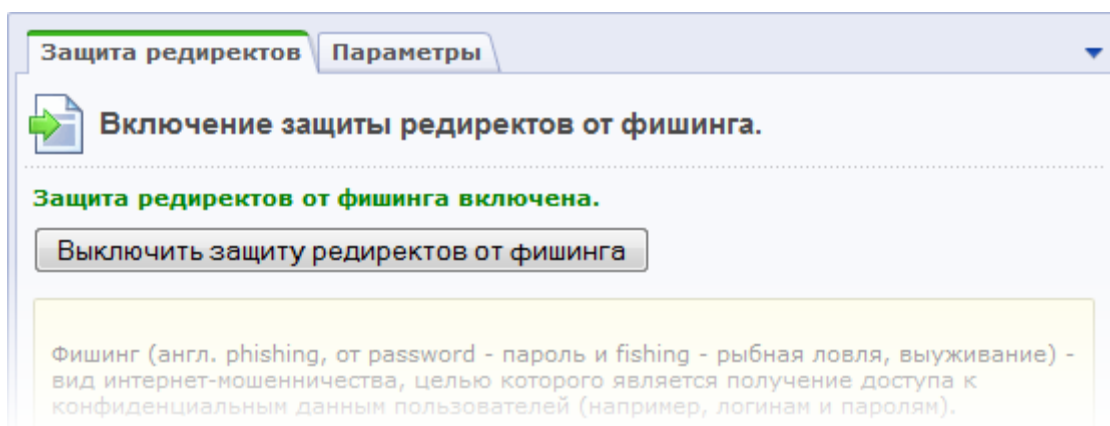 Защита редиректов Параметры
Включение защиты редиректов от фишинга.
Защита редиректов от фишинга включена.
Выключить защиту редиректов от фишинга
Фишинг (англ. phishing, от password - пароль и fishing - рыбная ловля, выуживание) -
вид интернет-мошенничества, целью которого является получение доступа к
конфиденциальным данным пользователей (например, логинам и паролям).